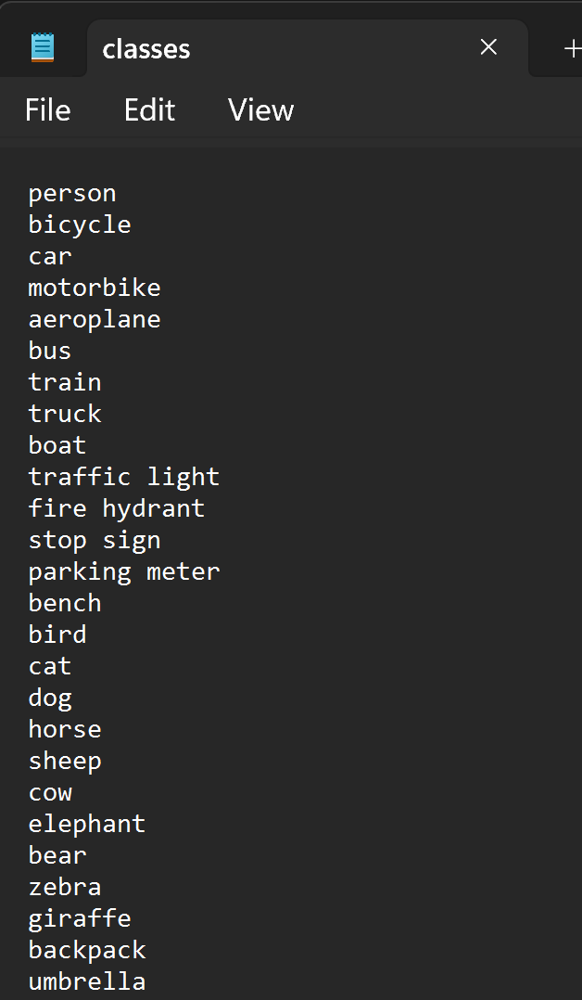 classes
File Edit View
person
bicycle
car
motorbike
aeroplane
bus
train
truck
boat
traffic light
fire hydrant
stop sign
parking meter
bench
bird
cat
dog
horse
sheep
cow
elephant
bear
zebra
giraffe
backpack
umbrella